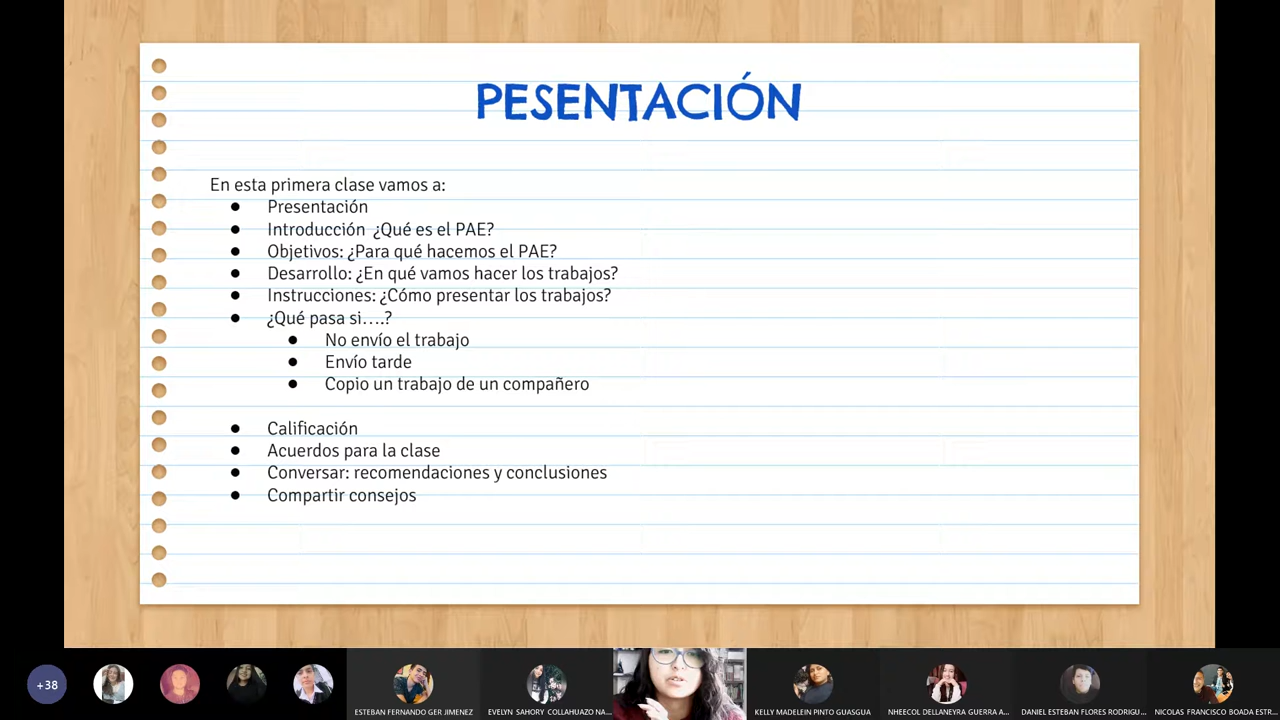 PESENTACIÓN
En esta primera clase vamos a:
● Presentación
● Introducción ¿Qué es el PAE?
● Objetivos: ¿Para qué hacemos el PAE?
● Desarrollo: ¿En qué vamos hacer los trabajos?
● Instrucciones: ¿Cómo presentar los trabajos?
● ¿Qué pasa si….?
● No envío el trabajo
● Envío tarde
● Copio un trabajo de un compañero
● Calificación
● Acuerdos para la clase
● Conversar: recomendaciones y conclusiones
● Compartir consejos
+38
ESTEBAN FERNANDO GER JIMENEZ
EVELYN SAHORY COLLAHUAZO NA...
KELLY MADELEIN PINTO GUASGUA
NHEECOL DELLANEYRA GUERRA A...
DANIEL ESTEBAN FLORES RODRIGU...
NICOLAS FRANCISCO BOADA ESTR...